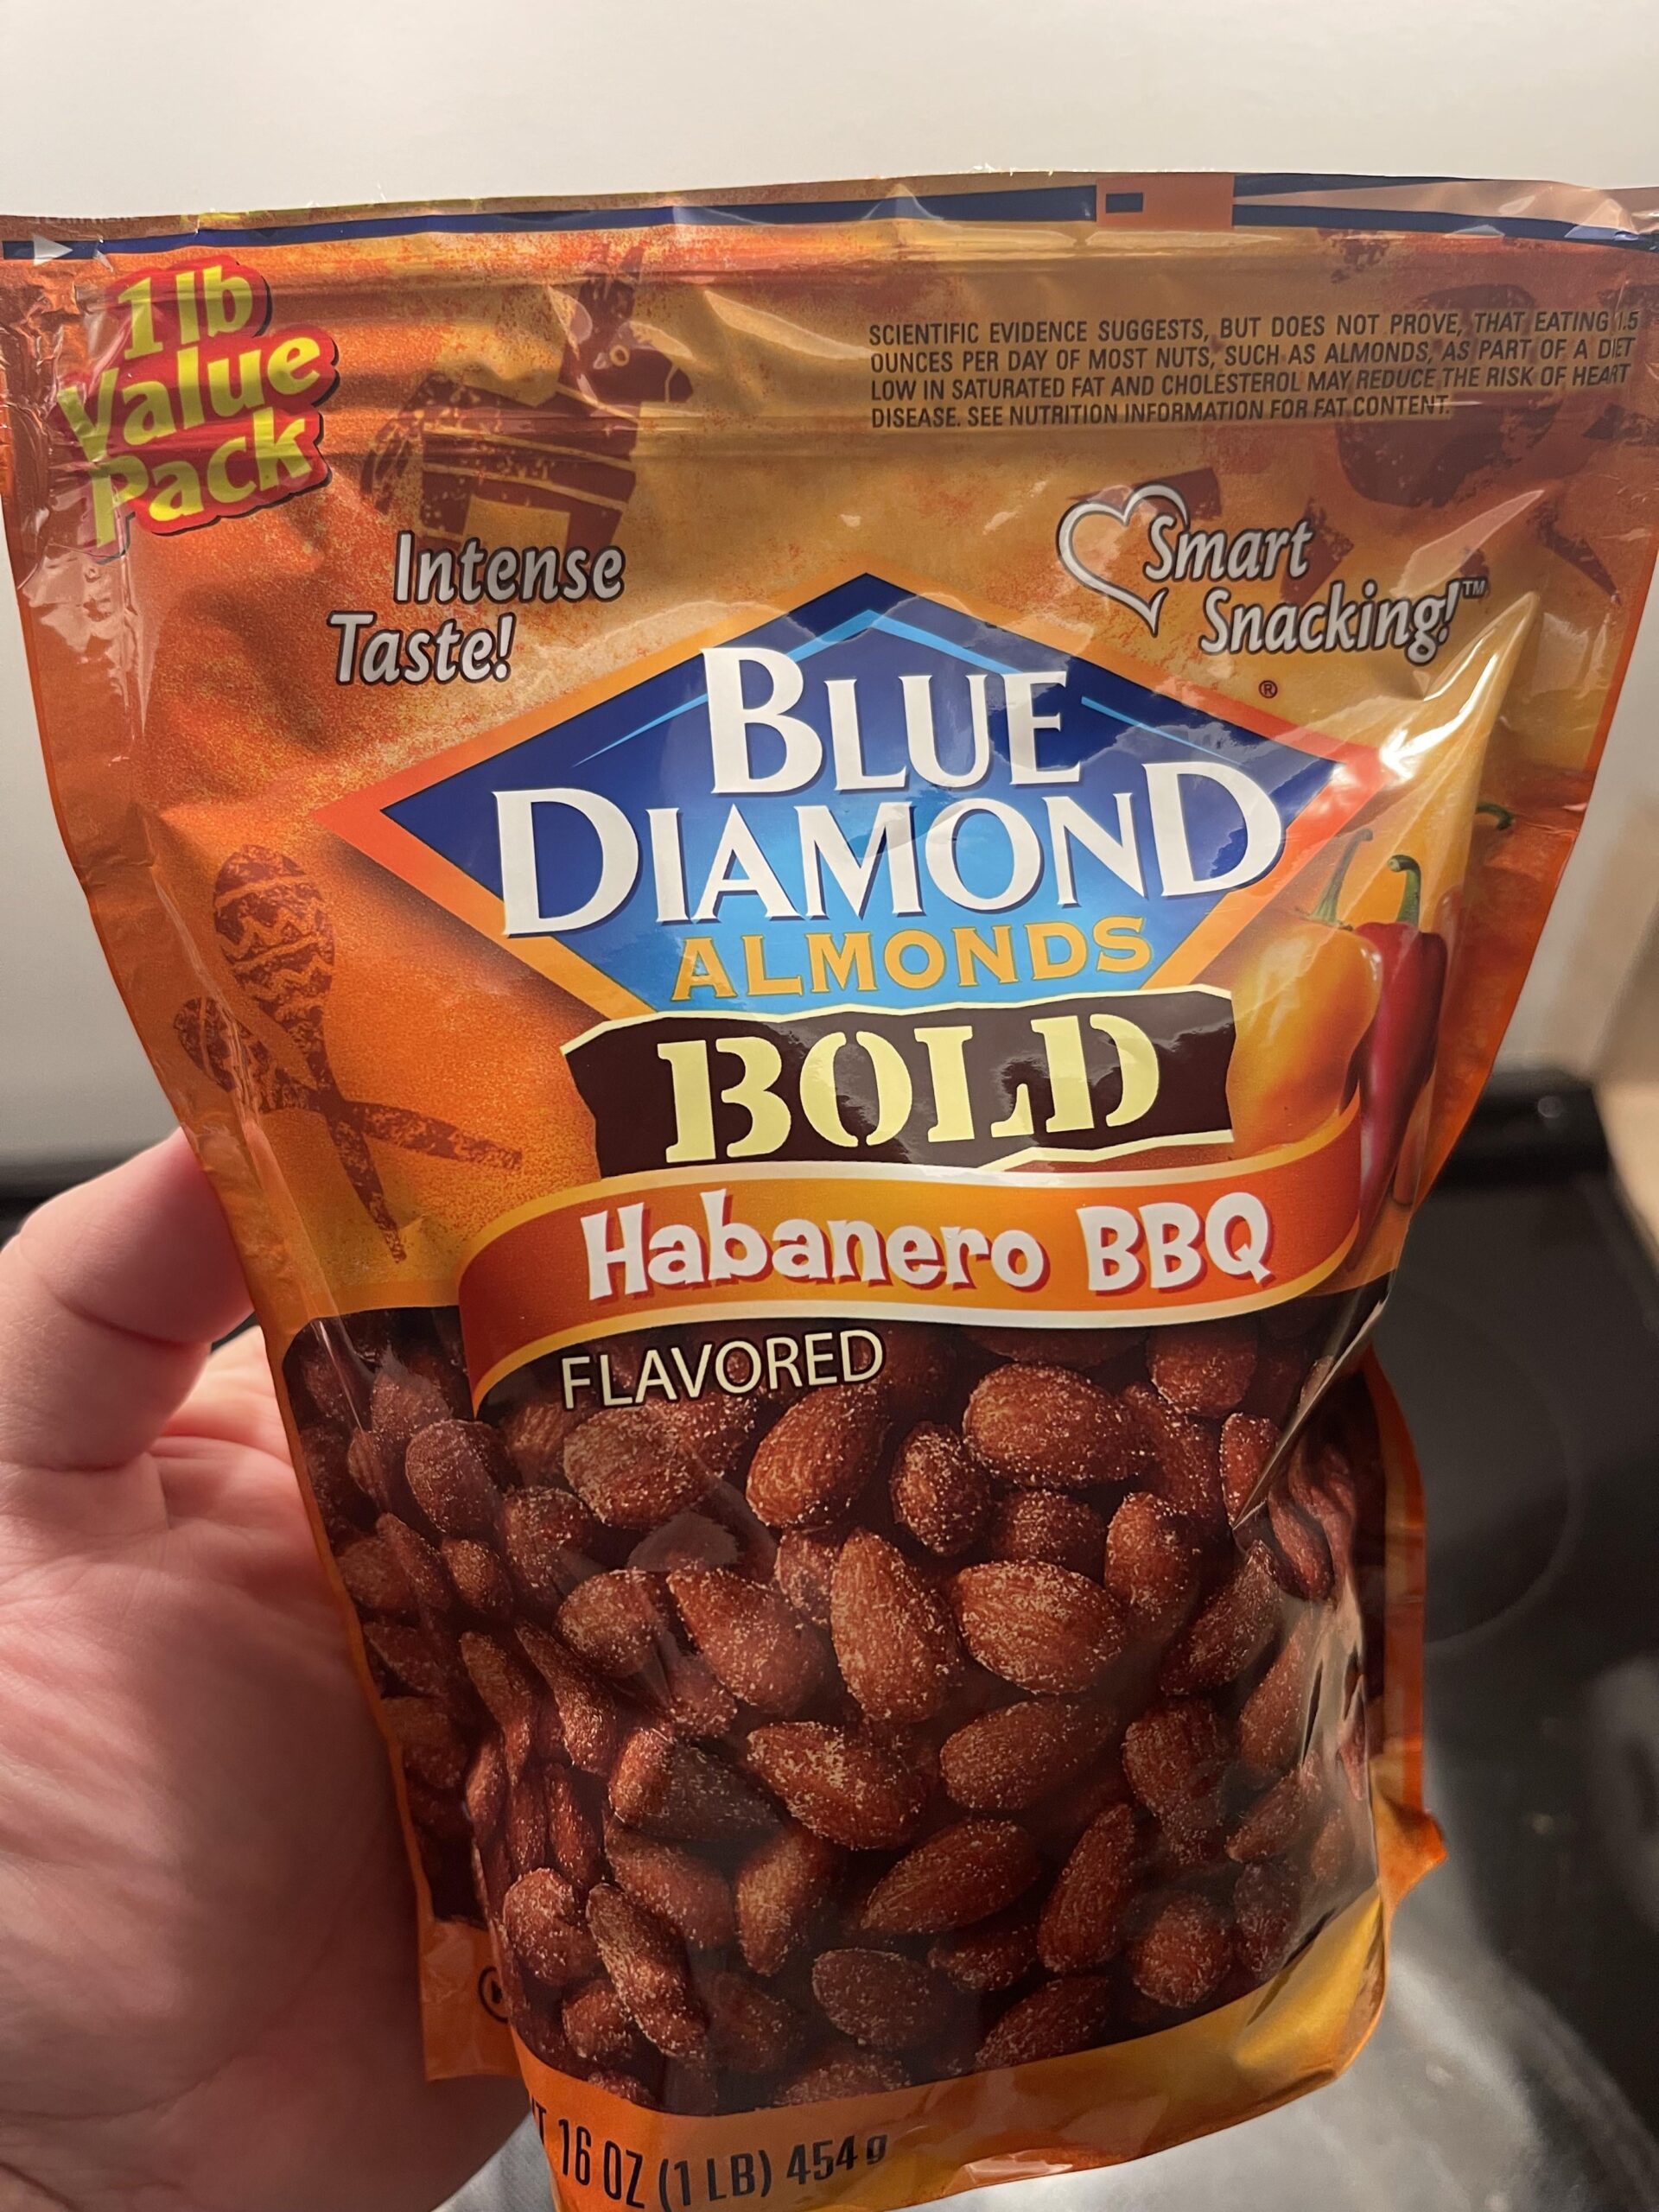 1 lb
Value
Pack
SCIENTIFIC EVIDENCE SUGGESTS, BUT DOES NOT PROVE, THAT EATING 1.5
OUNCES PER DAY OF MOST NUTS, SUCH AS ALMONDS, AS PART OF A DIET
LOW IN SATURATED FAT AND CHOLESTEROL MAY REDUCE THE RISK OF HEART
DISEASE. SEE NUTRITION INFORMATION FOR FAT CONTENT.
Intense
Taste!
Smart
Snacking!™
BLUE
DIAMOND®
ALMONDS
BOLD
Habanero BBQ
FLAVORED
16 OZ (1 LB) 454 g